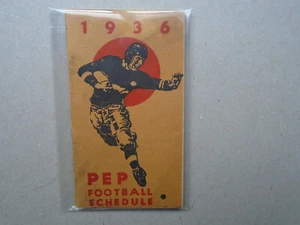 1936
PEP
FOOTBALL
SCHEDULE